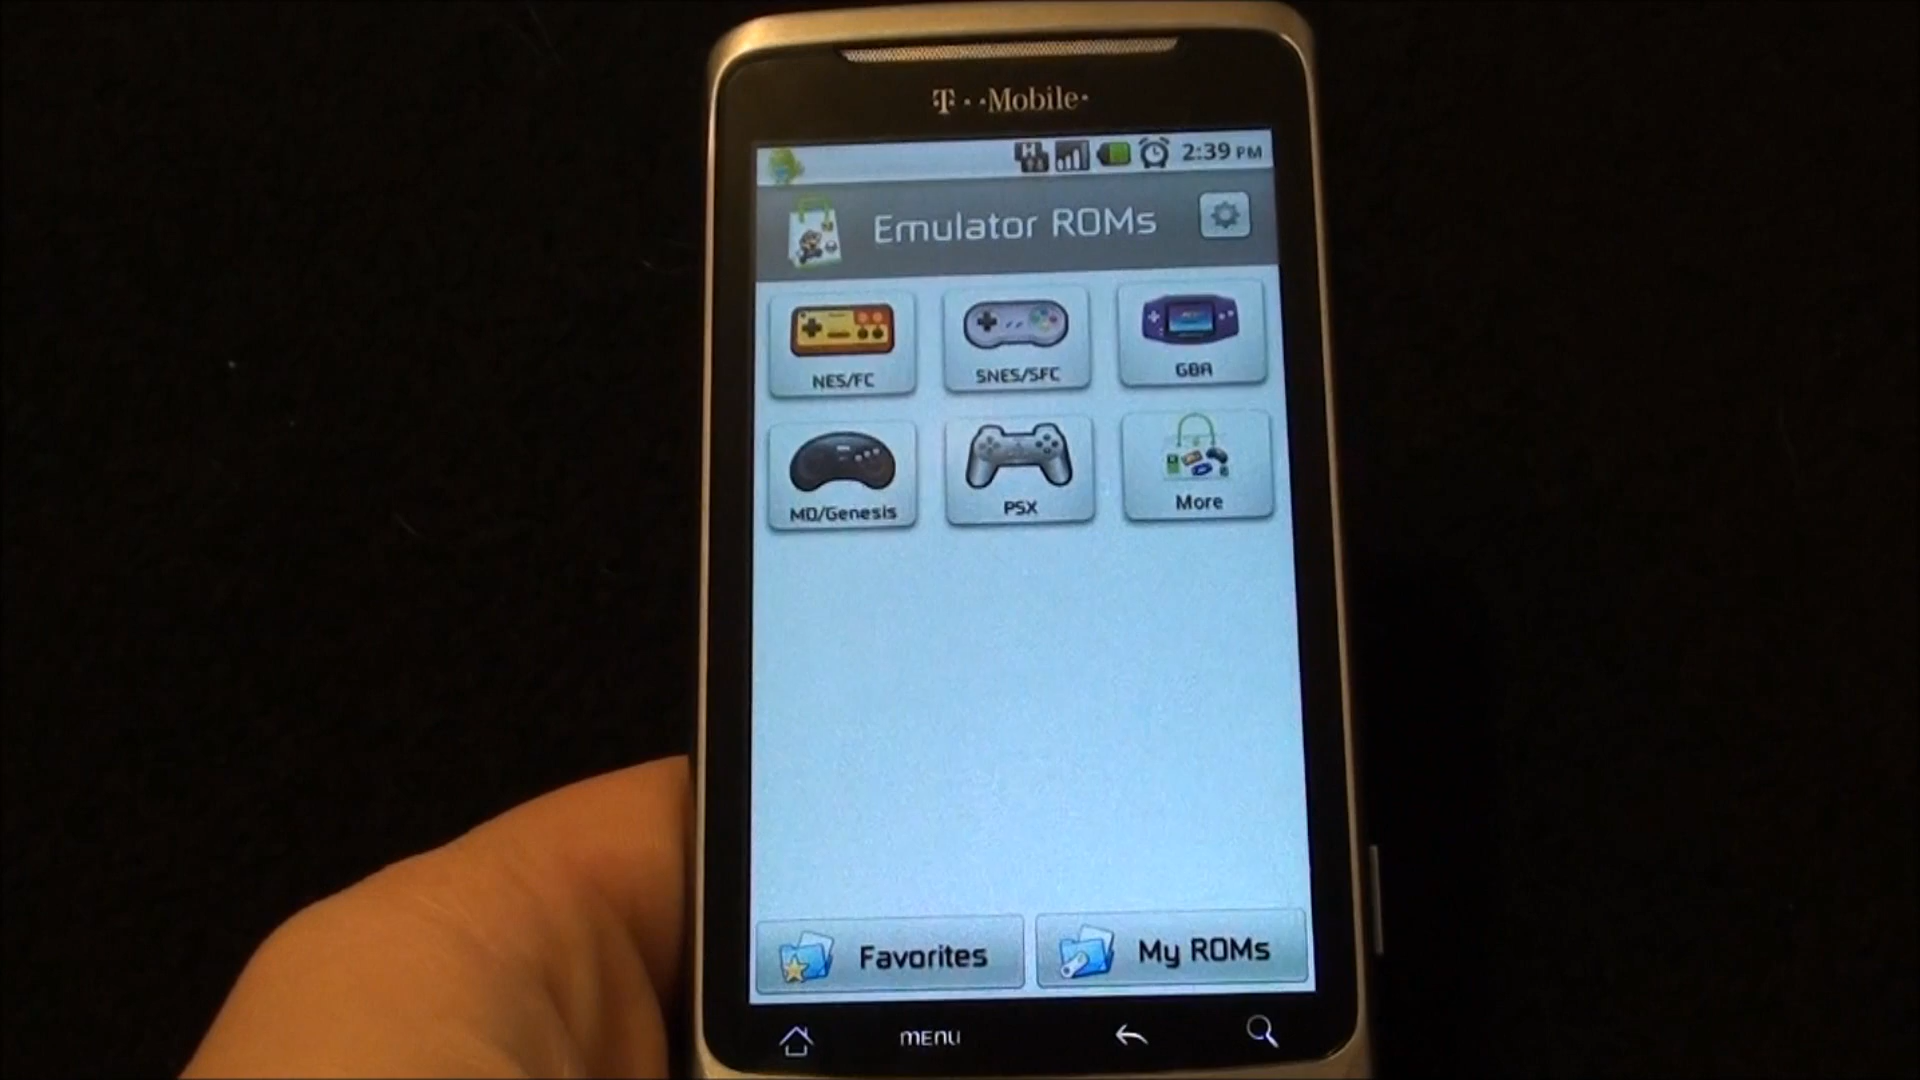 T··Mobile·
H
2:39 PM
Emulator ROMs
NES/FC
SNES/SFC
GBA
MD/Genesis
PSX
More
Favorites
My ROMs
MENU